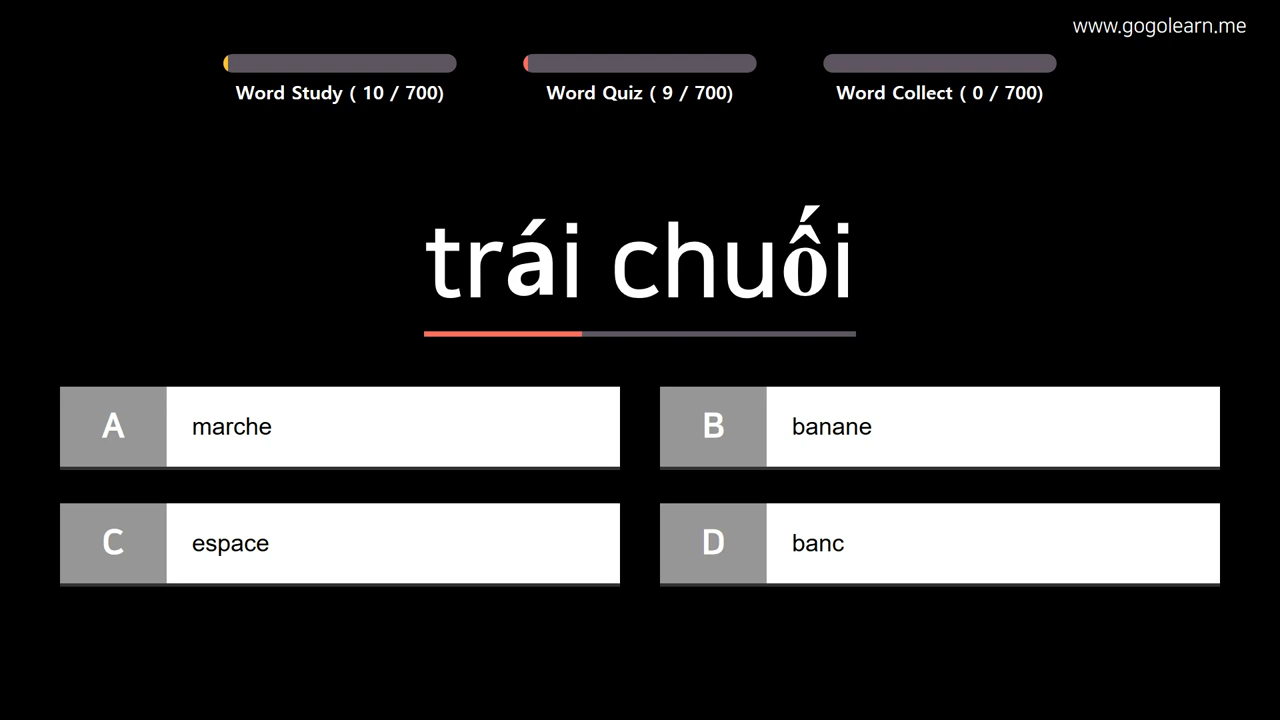 www.gogolearn.me
Word Study ( 10 / 700)
Word Quiz ( 9 / 700)
Word Collect ( 0 / 700)
trái chuối
A marche
B banane
C espace
D banc